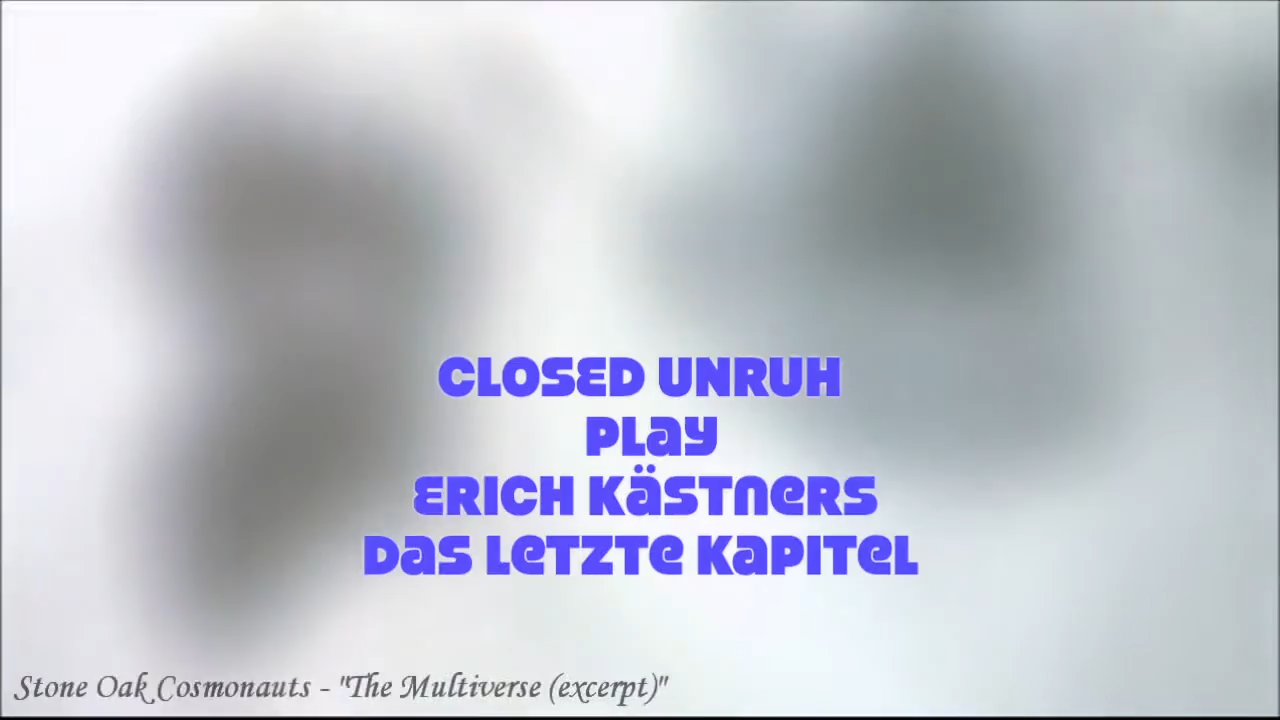 CLOSED UNRUH
PLay
ERICH KäSTNERS
Das LeTZTe KaPITeL
Stone Oak Cosmonauts - "The Multiverse (excerpt)"